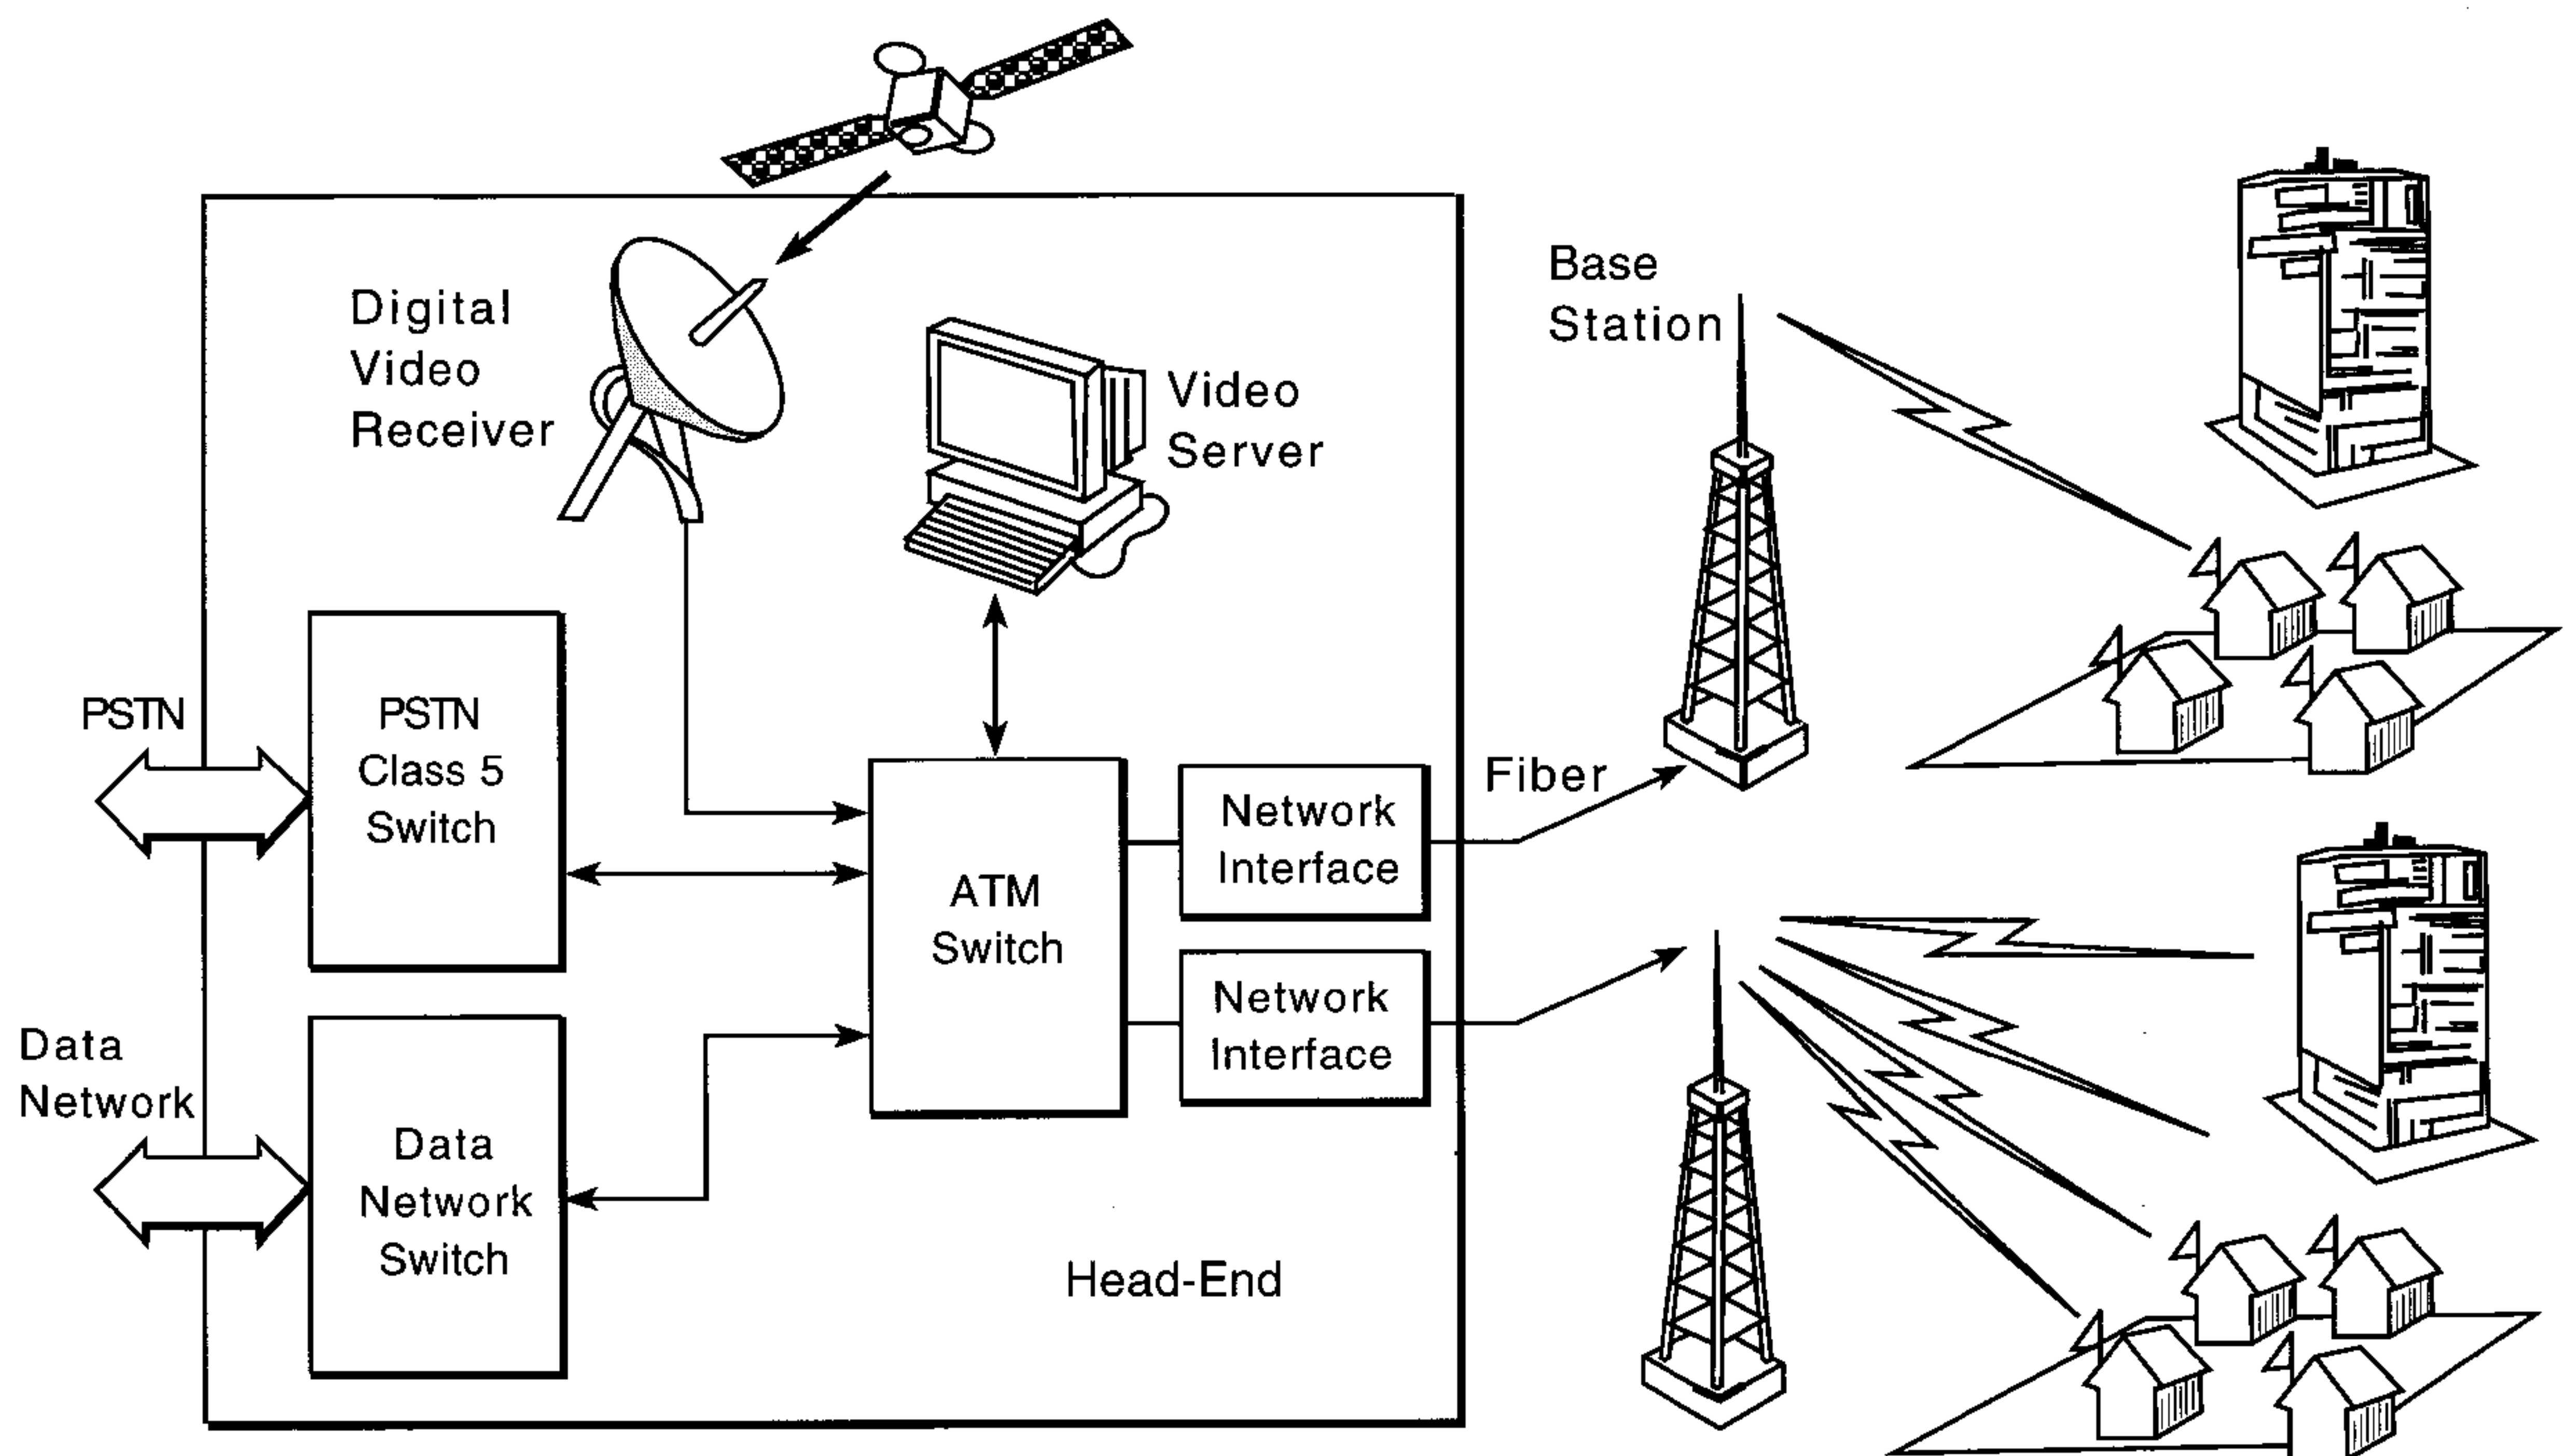 Digital
Video
Receiver
Video
Server
Base
Station
PSTN
PSTN
Class 5
Switch
Fiber
Network
Interface
ATM
Switch
Network
Interface
Data
Network
Data
Network
Switch
Head-End